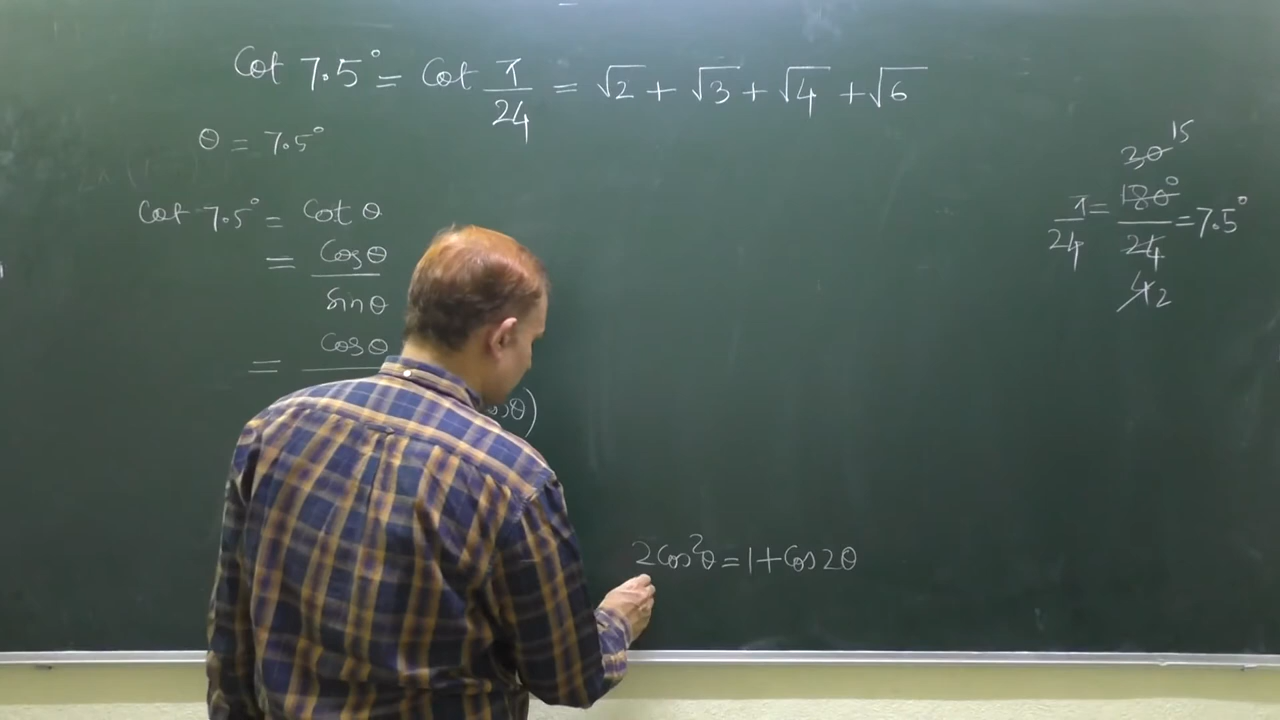 Cot 7.5° = Cot π/24 = √2 + √3 + √4 + √6
θ = 7.5°
Cot 7.5° = Cot θ
= Cosθ/sinθ
= Cosθ
θ)
2Cos²θ = 1 + Cos2θ
30 15
π/24 = 180°/24 = 7.5°
4 2